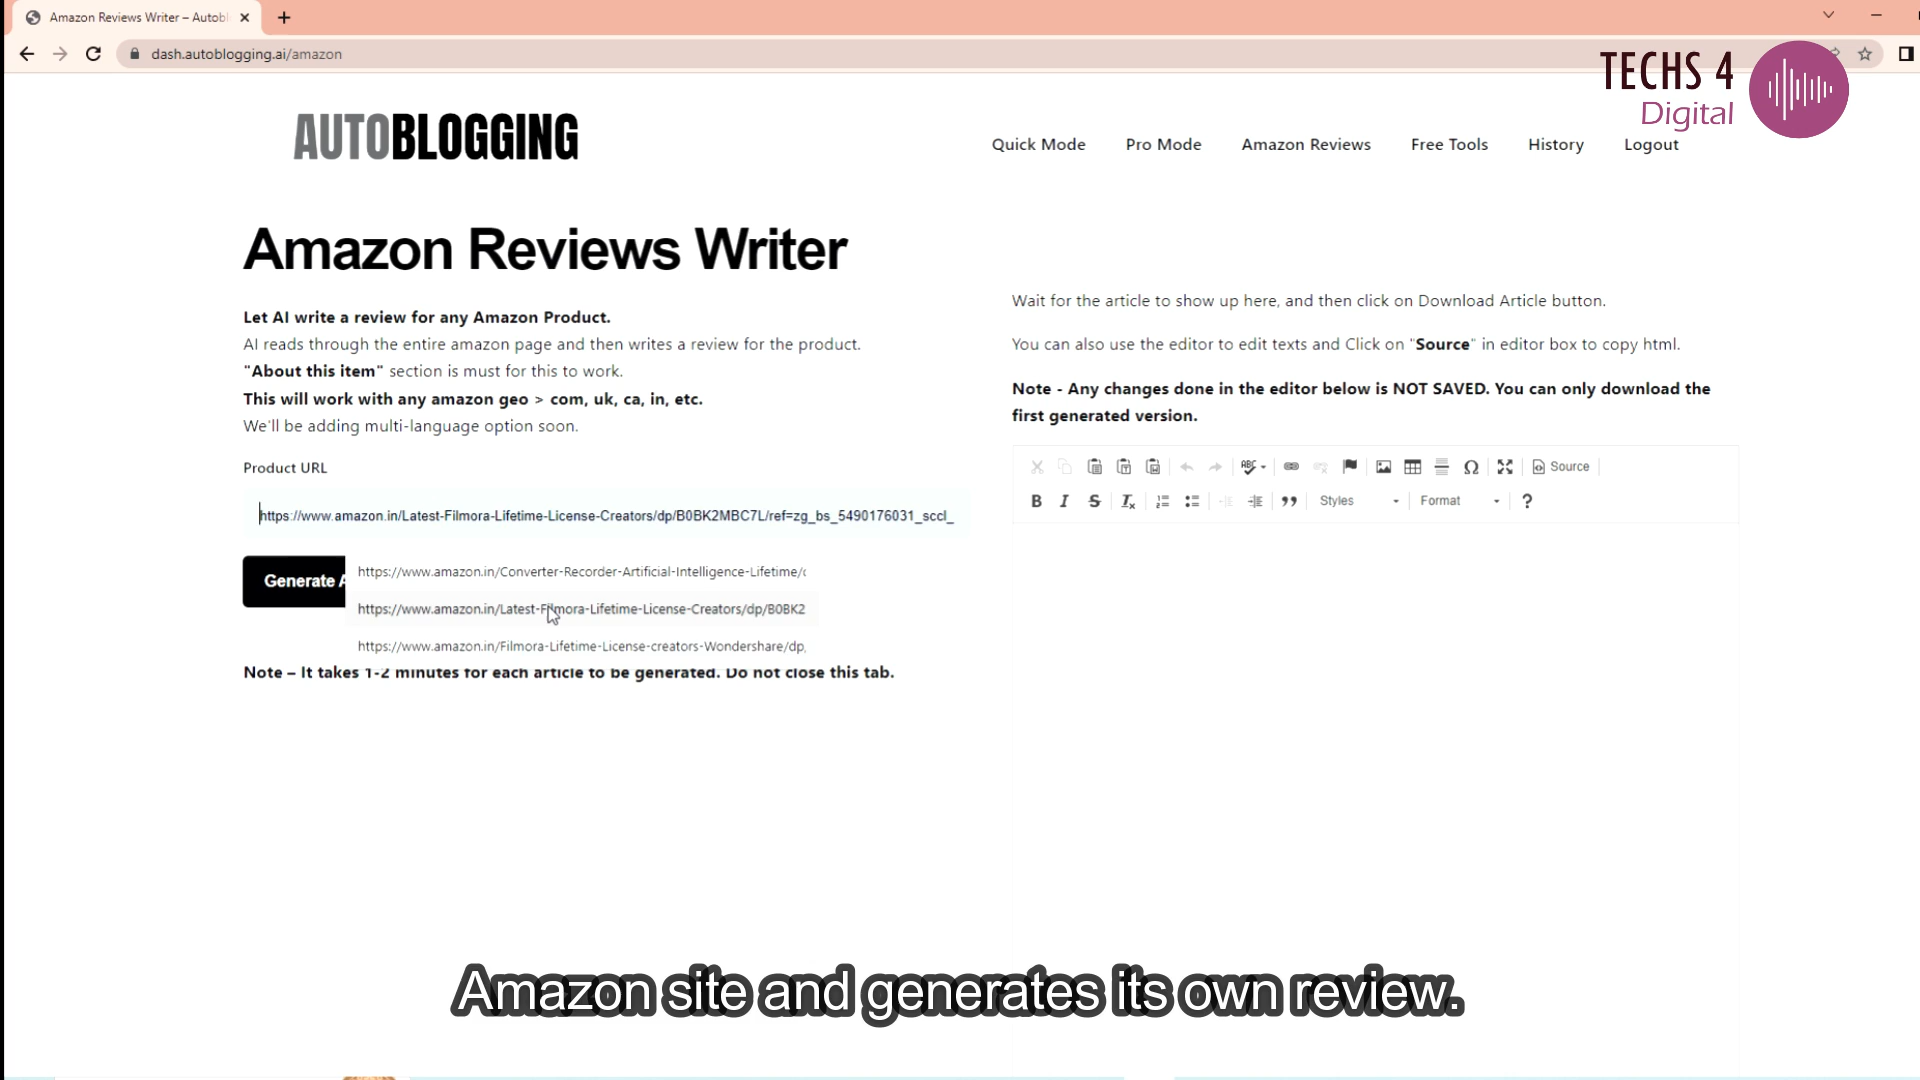 Amazon Reviews Writer – Autobl
dash.autoblogging.ai/amazon
TECHS 4
Digital
AUTOBLOGGING
Quick Mode
Pro Mode
Amazon Reviews
Free Tools
History
Logout
Amazon Reviews Writer
Let AI write a review for any Amazon Product.
AI reads through the entire amazon page and then writes a review for the product.
"About this item" section is must for this to work.
This will work with any amazon geo > com, uk, ca, in, etc.
We'll be adding multi-language option soon.
Product URL
https://www.amazon.in/Latest-Filmora-Lifetime-License-Creators/dp/B0BK2MBC7L/ref=zg_bs_5490176031_sccl_
Generate A
https://www.amazon.in/Converter-Recorder-Artificial-Intelligence-Lifetime/
https://www.amazon.in/Latest-Filmora-Lifetime-License-Creators/dp/B0BK2
https://www.amazon.in/Filmora-Lifetime-License-creators-Wondershare/dp
Note – It takes 1-2 minutes for each article to be generated. Do not close this tab.
Wait for the article to show up here, and then click on Download Article button.
You can also use the editor to edit texts and Click on "Source" in editor box to copy html.
Note - Any changes done in the editor below is NOT SAVED. You can only download the
first generated version.
ABC
Ω
Source
B I S Ix
Styles
Format
?
Amazon site and generates its own review.